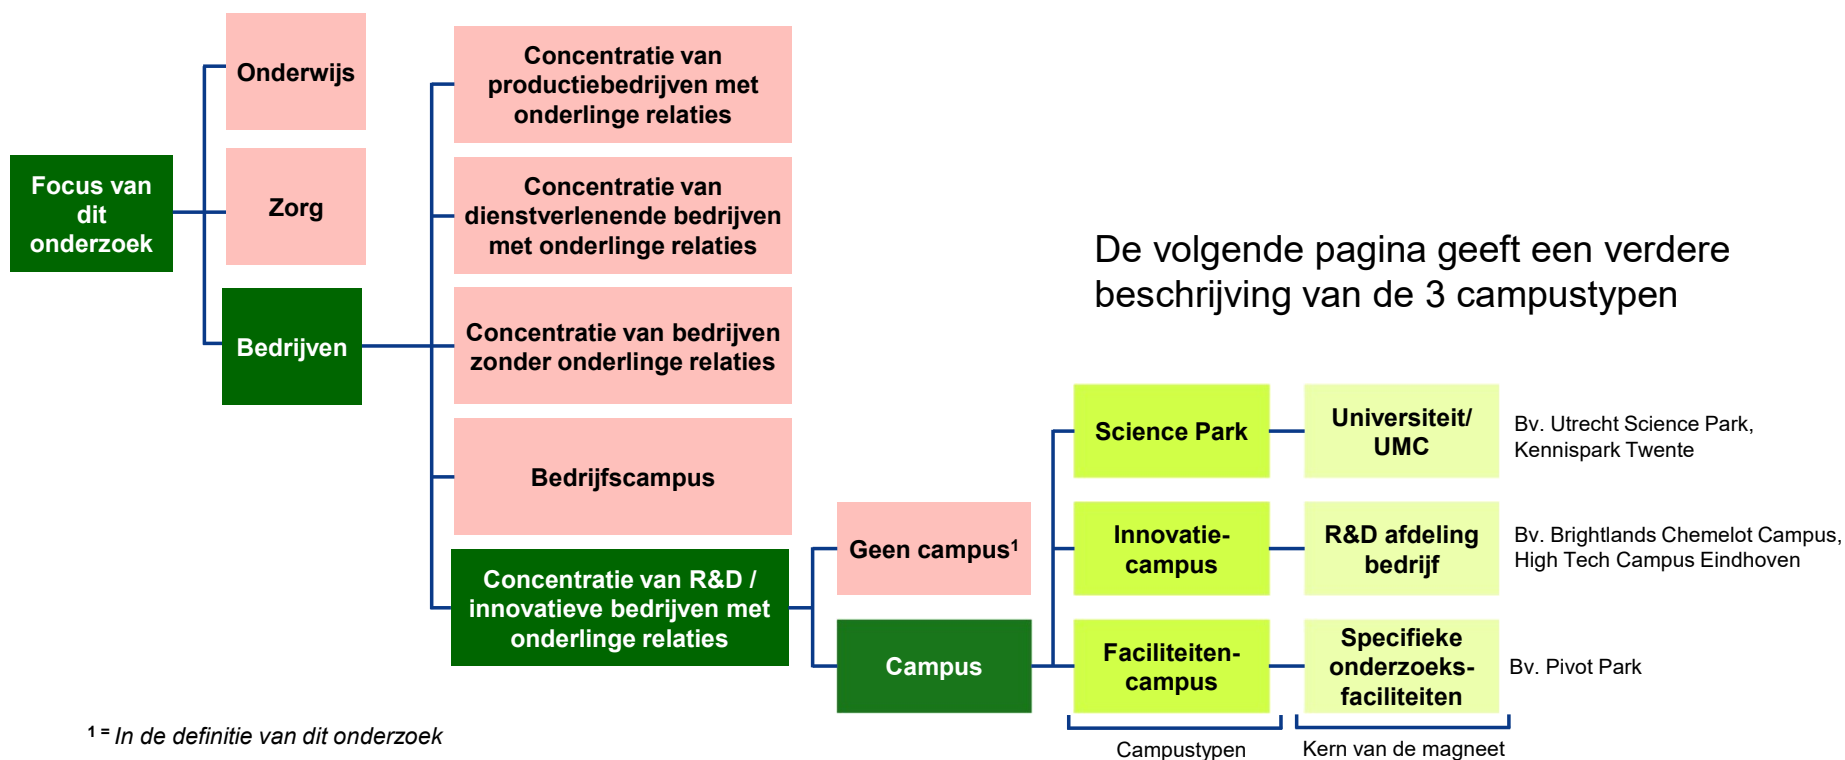 Focus van
dit
onderzoek
Onderwijs
Zorg
Bedrijven
Concentratie van
productiebedrijven met
onderlinge relaties
Concentratie van
dienstverlenende bedrijven
met onderlinge relaties
Concentratie van bedrijven
zonder onderlinge relaties
Bedrijfscampus
Concentratie van R&D /
innovatieve bedrijven met
onderlinge relaties
Geen campus¹
Campus
De volgende pagina geeft een verdere
beschrijving van de 3 campustypen
Science Park
Universiteit/
UMC
Bv. Utrecht Science Park,
Kennispark Twente
Innovatie-
campus
R&D afdeling
bedrijf
Bv. Brightlands Chemelot Campus,
High Tech Campus Eindhoven
Faciliteiten-
campus
Specifieke
onderzoeks-
faciliteiten
Bv. Pivot Park
Campustypen
Kern van de magneet
¹ = In de definitie van dit onderzoek